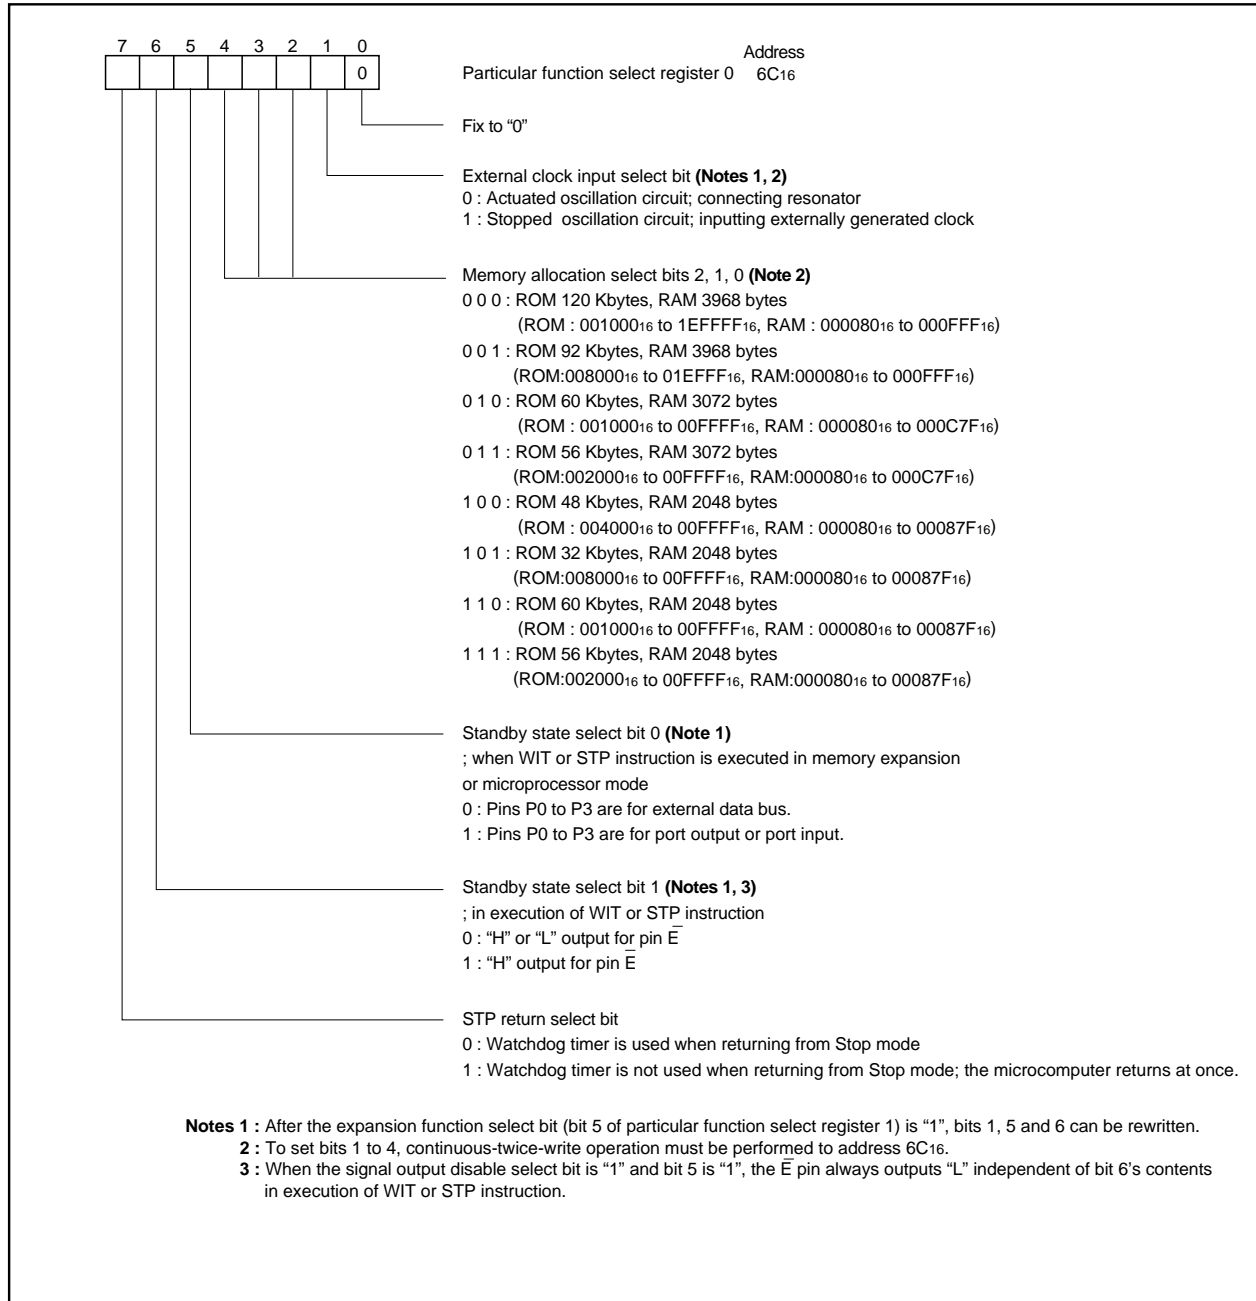 7 6 5 4 3 2 1 0
0
Address
Particular function select register 0 6C16
Fix to “0”
External clock input select bit (Notes 1, 2)
0 : Actuated oscillation circuit; connecting resonator
1 : Stopped oscillation circuit; inputting externally generated clock
Memory allocation select bits 2, 1, 0 (Note 2)
0 0 0 : ROM 120 Kbytes, RAM 3968 bytes
(ROM : 00100016 to 1EFFFF16, RAM : 00008016 to 000FFF16)
0 0 1 : ROM 92 Kbytes, RAM 3968 bytes
(ROM:00800016 to 01EFFF16, RAM:00008016 to 000FFF16)
0 1 0 : ROM 60 Kbytes, RAM 3072 bytes
(ROM : 00100016 to 00FFFF16, RAM : 00008016 to 000C7F16)
0 1 1 : ROM 56 Kbytes, RAM 3072 bytes
(ROM:00200016 to 00FFFF16, RAM:00008016 to 000C7F16)
1 0 0 : ROM 48 Kbytes, RAM 2048 bytes
(ROM : 00400016 to 00FFFF16, RAM : 00008016 to 00087F16)
1 0 1 : ROM 32 Kbytes, RAM 2048 bytes
(ROM:00800016 to 00FFFF16, RAM:00008016 to 00087F16)
1 1 0 : ROM 60 Kbytes, RAM 2048 bytes
(ROM : 00100016 to 00FFFF16, RAM : 00008016 to 00087F16)
1 1 1 : ROM 56 Kbytes, RAM 2048 bytes
(ROM:00200016 to 00FFFF16, RAM:00008016 to 00087F16)
Standby state select bit 0 (Note 1)
; when WIT or STP instruction is executed in memory expansion
or microprocessor mode
0 : Pins P0 to P3 are for external data bus.
1 : Pins P0 to P3 are for port output or port input.
Standby state select bit 1 (Notes 1, 3)
; in execution of WIT or STP instruction
0 : “H” or “L” output for pin E̅
1 : “H” output for pin E̅
STP return select bit
0 : Watchdog timer is used when returning from Stop mode
1 : Watchdog timer is not used when returning from Stop mode; the microcomputer returns at once.
Notes 1 : After the expansion function select bit (bit 5 of particular function select register 1) is “1”, bits 1, 5 and 6 can be rewritten.
2 : To set bits 1 to 4, continuous-twice-write operation must be performed to address 6C16.
3 : When the signal output disable select bit is “1” and bit 5 is “1”, the E̅ pin always outputs “L” independent of bit 6’s contents
in execution of WIT or STP instruction.